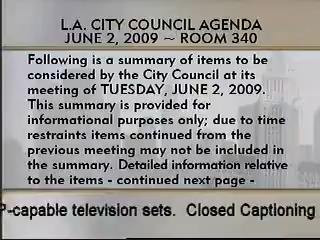 L.A. CITY COUNCIL AGENDA
JUNE 2, 2009 ~ ROOM 340
Following is a summary of items to be
considered by the City Council at its
meeting of TUESDAY, JUNE 2, 2009.
This summary is provided for
informational purposes only; due to time
restraints items continued from the
previous meeting may not be included in
the summary. Detailed information relative
to the items - continued next page -
P-capable television sets.  Closed Captioning